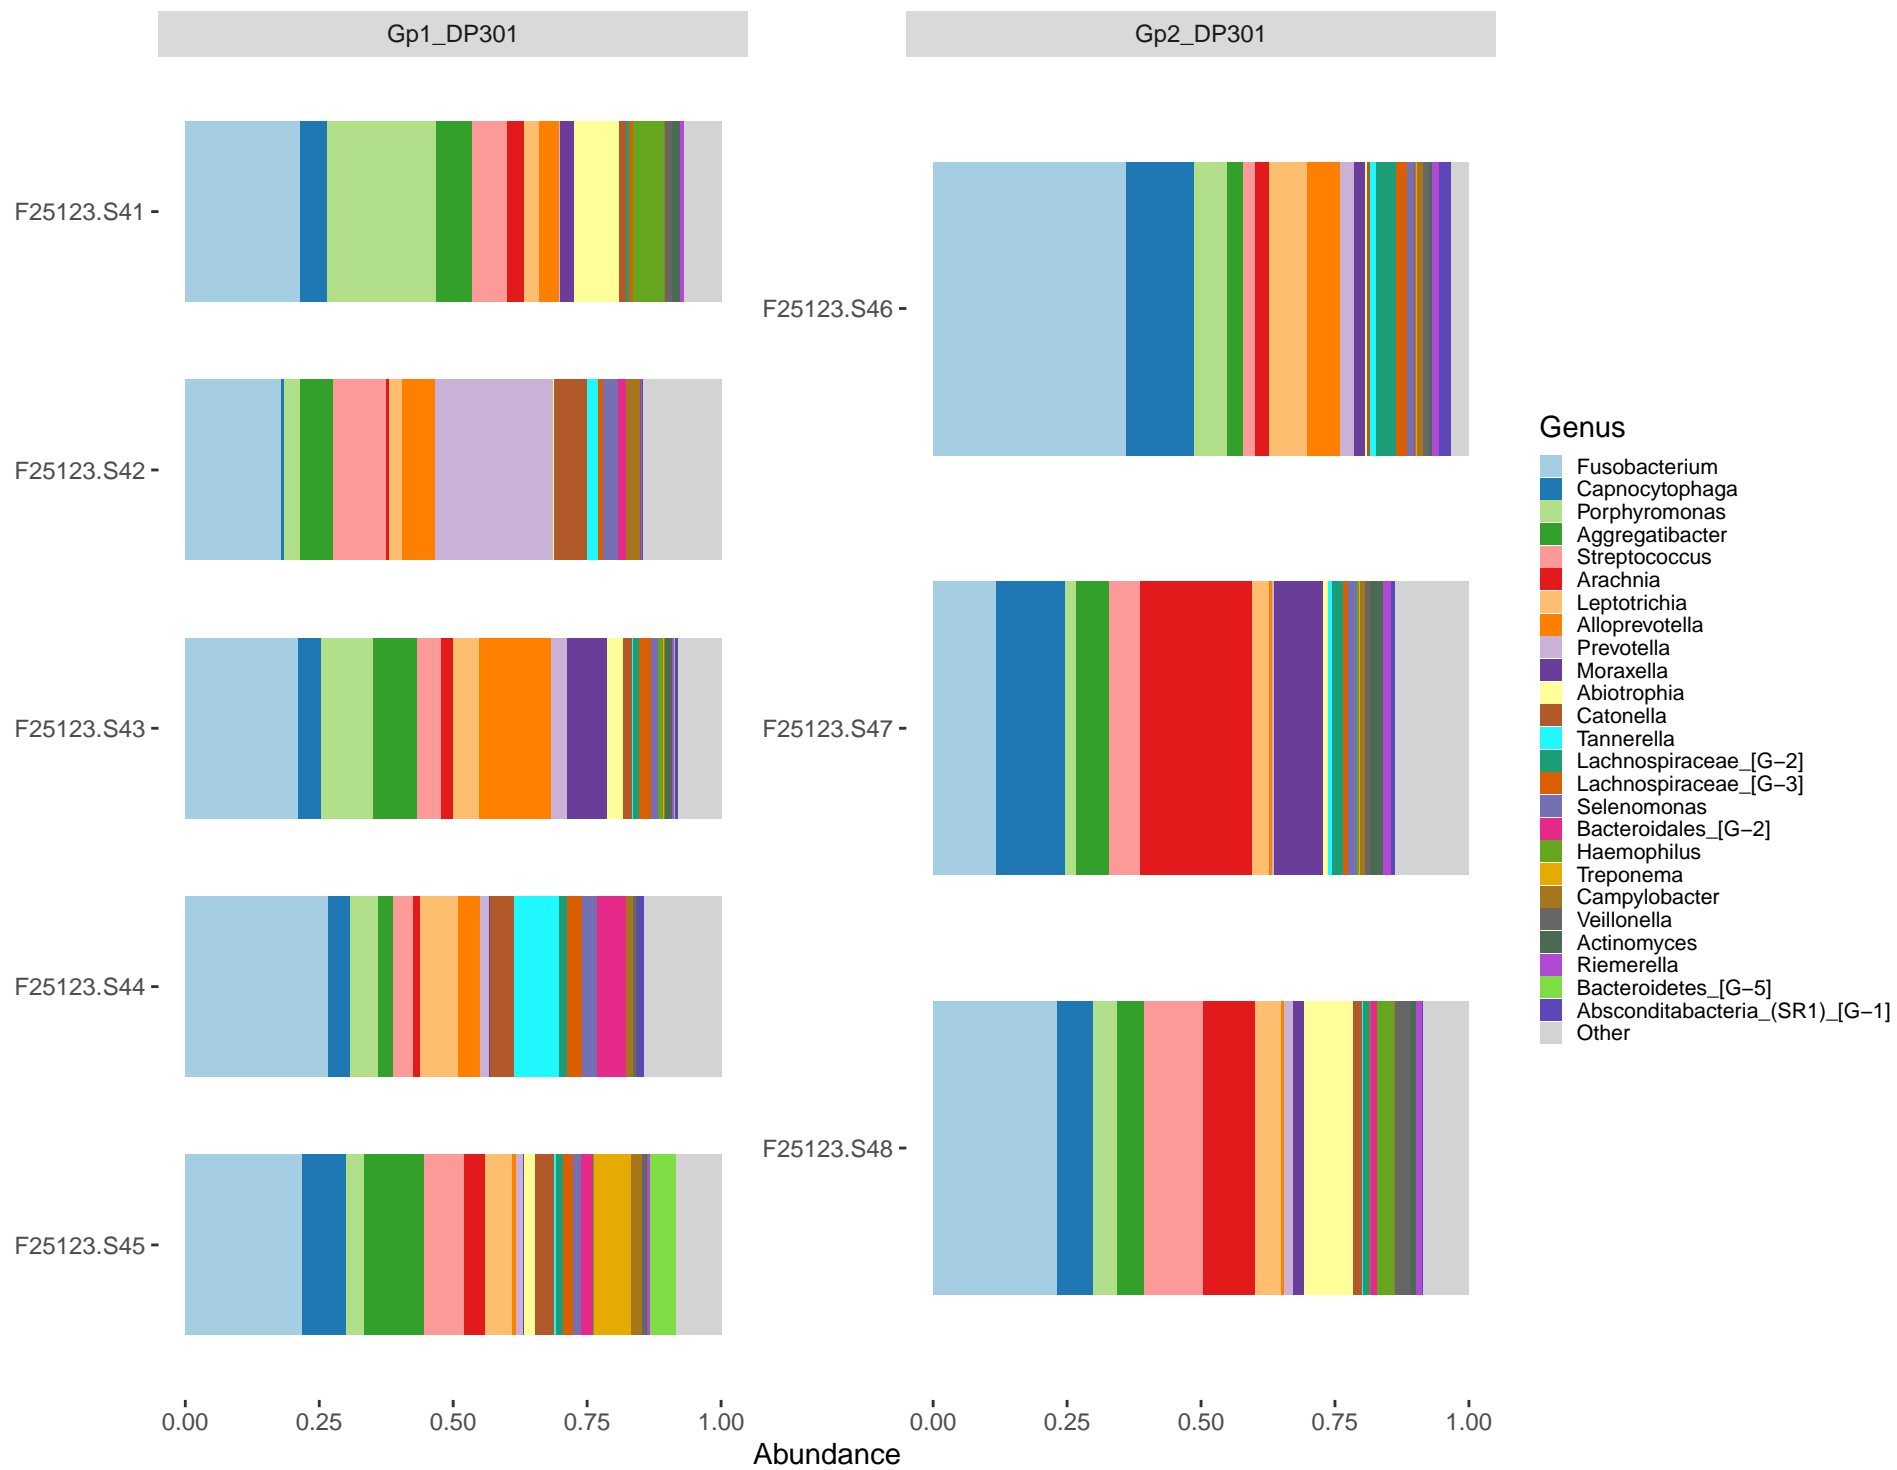 Gp1_DP301
Gp2_DP301
F25123.S41
F25123.S42
F25123.S43
F25123.S44
F25123.S45
F25123.S46
F25123.S47
F25123.S48
0.00 0.25 0.50 0.75 1.00
0.00 0.25 0.50 0.75 1.00
Abundance
Genus
Fusobacterium
Capnocytophaga
Porphyromonas
Aggregatibacter
Streptococcus
Arachnia
Leptotrichia
Alloprevotella
Prevotella
Moraxella
Abiotrophia
Catonella
Tannerella
Lachnospiraceae_[G−2]
Lachnospiraceae_[G−3]
Selenomonas
Bacteroidales_[G−2]
Haemophilus
Treponema
Campylobacter
Veillonella
Actinomyces
Riemerella
Bacteroidetes_[G−5]
Absconditabacteria_(SR1)_[G−1]
Other